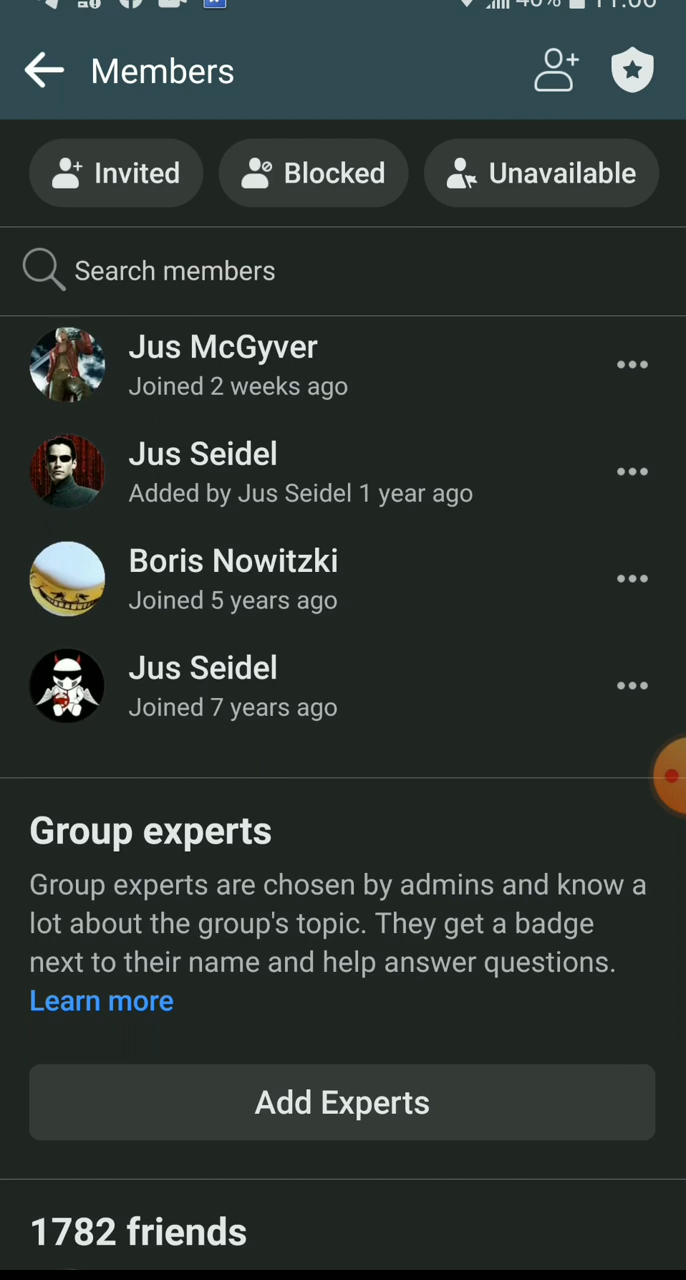 Members
Invited
Blocked
Unavailable
Search members
Jus McGyver
Joined 2 weeks ago
Jus Seidel
Added by Jus Seidel 1 year ago
Boris Nowitzki
Joined 5 years ago
Jus Seidel
Joined 7 years ago
Group experts
Group experts are chosen by admins and know a
lot about the group's topic. They get a badge
next to their name and help answer questions.
Learn more
Add Experts
1782 friends